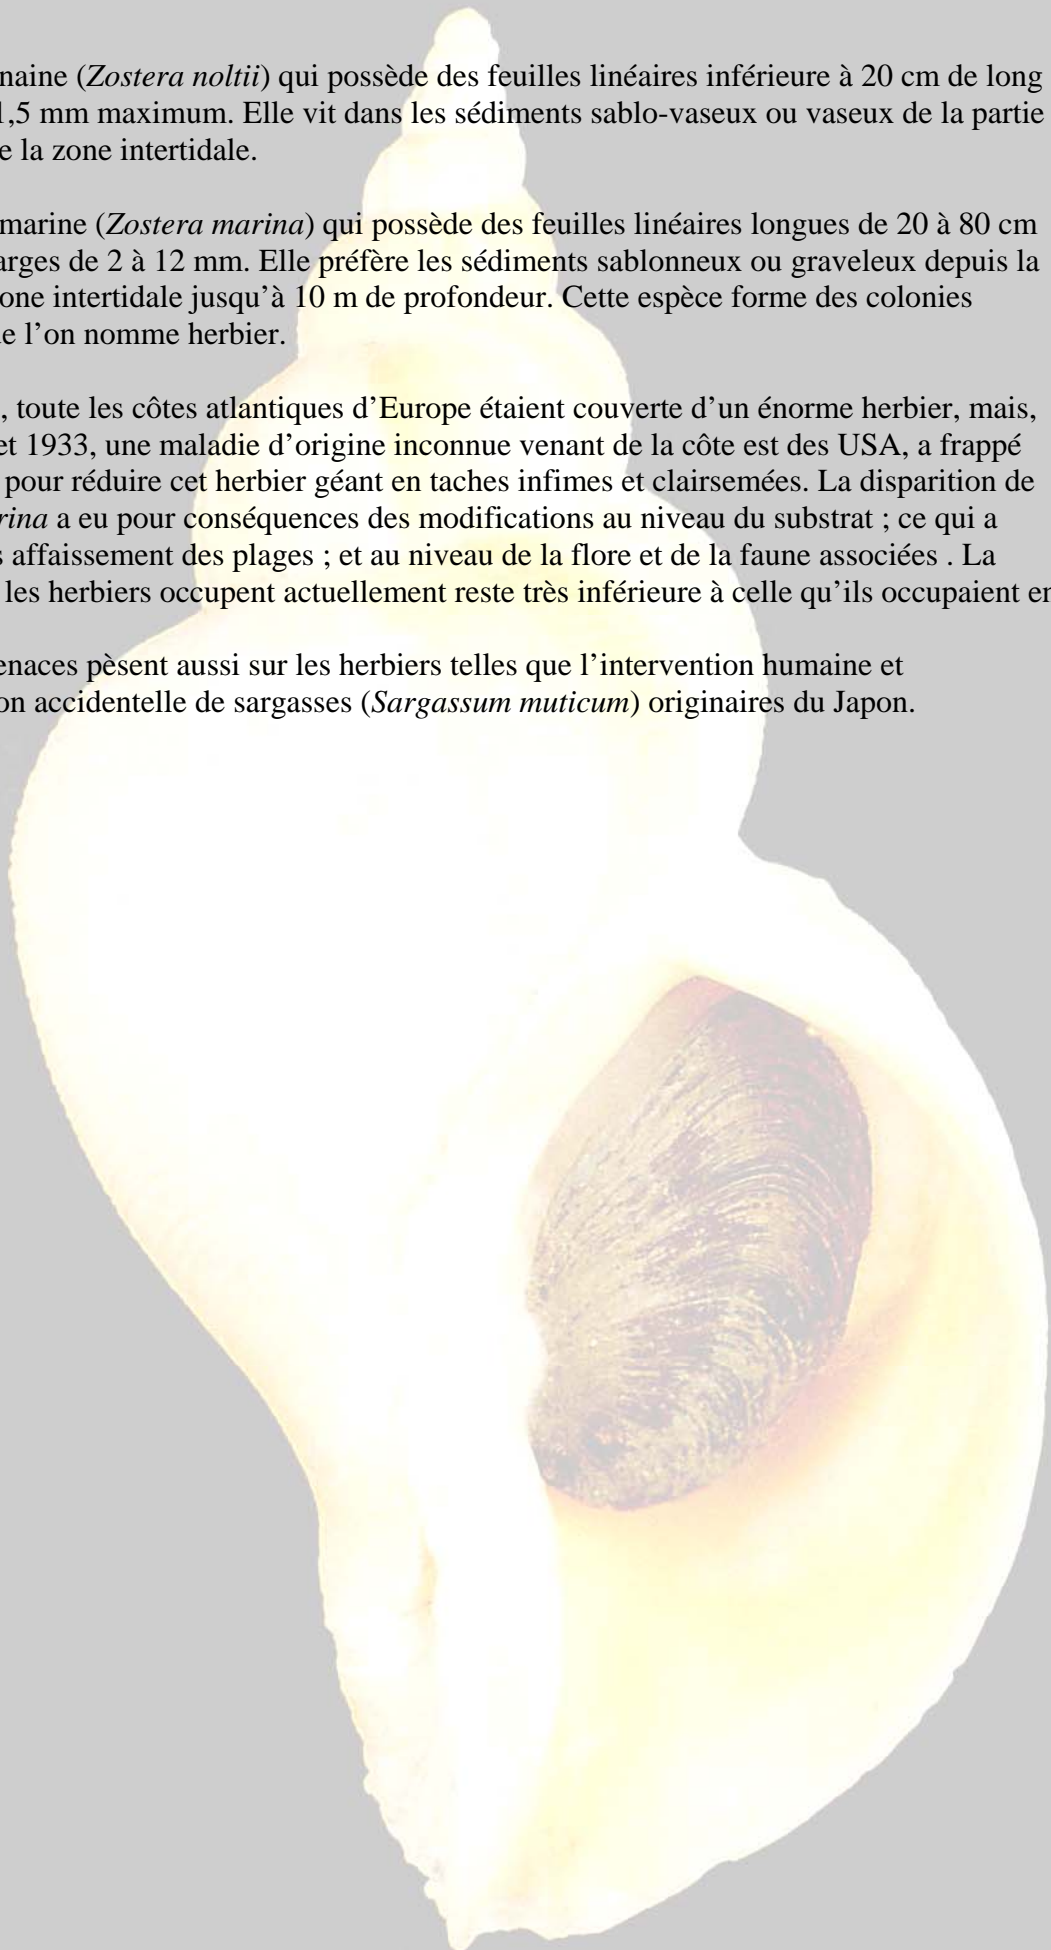 naine (Zostera noltii) qui possède des feuilles linéaires inférieure à 20 cm de long
1,5 mm maximum. Elle vit dans les sédiments sablo-vaseux ou vaseux de la partie
e la zone intertidale.
marine (Zostera marina) qui possède des feuilles linéaires longues de 20 à 80 cm
arges de 2 à 12 mm. Elle préfère les sédiments sablonneux ou graveleux depuis la
one intertidale jusqu’à 10 m de profondeur. Cette espèce forme des colonies
e l’on nomme herbier.
, toute les côtes atlantiques d’Europe étaient couverte d’un énorme herbier, mais,
et 1933, une maladie d’origine inconnue venant de la côte est des USA, a frappé
pour réduire cet herbier géant en taches infimes et clairsemées. La disparition de
rina a eu pour conséquences des modifications au niveau du substrat ; ce qui a
s affaissement des plages ; et au niveau de la flore et de la faune associées . La
les herbiers occupent actuellement reste très inférieure à celle qu’ils occupaient en
enaces pèsent aussi sur les herbiers telles que l’intervention humaine et
on accidentelle de sargasses (Sargassum muticum) originaires du Japon.